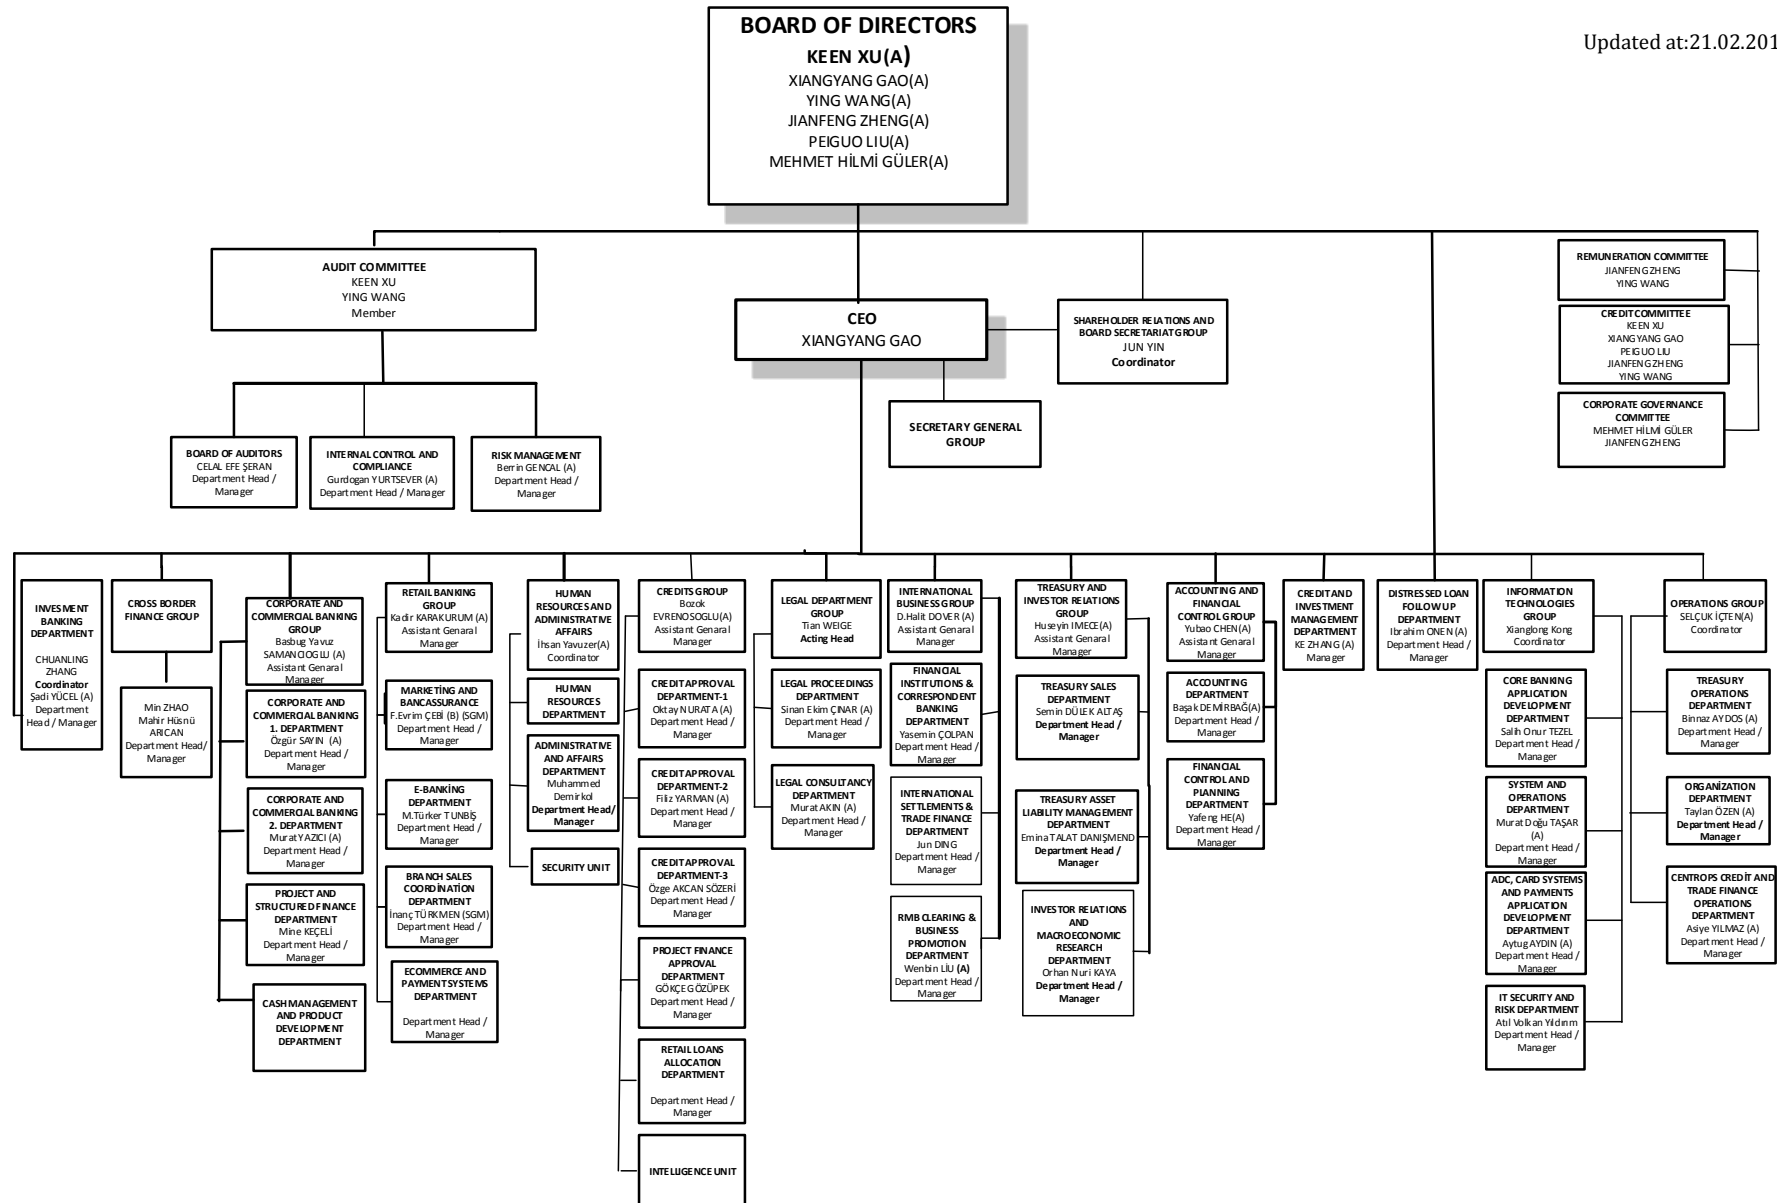 BOARD OF DIRECTORS
KEEN XU(A)
XIANGYANG GAO(A)
YING WANG(A)
JIANFENG ZHENG(A)
PEIGUO LIU(A)
MEHMET HİLMİ GÜLER(A)
Updated at:21.02.201
AUDIT COMMITTEE
KEEN XU
YING WANG
Member
CEO
XIANGYANG GAO
SHAREHOLDER RELATIONS AND
BOARD SECRETARIAT GROUP
JUN YIN
Coordinator
REMUNERATION COMMITTEE
JIANFENG ZHENG
YING WANG
CREDIT COMMITTEE
KEEN XU
XIANGYANG GAO
PEIGUO LIU
JIANFENG ZHENG
YING WANG
CORPORATE GOVERNANCE
COMMITTEE
MEHMET HİLMİ GÜLER
JIANFENG ZHENG
SECRETARY GENERAL
GROUP
BOARD OF AUDITORS
CELAL EFE ŞERAN
Department Head /
Manager
INTERNAL CONTROL AND
COMPLIANCE
Gurdogan YURTSEVER (A)
Department Head / Manager
RISK MANAGEMENT
Berrin GENCAL (A)
Department Head /
Manager
INVESMENT
BANKING
DEPARTMENT
CHUANLING
ZHANG
Coordinator
Şadi YÜCEL (A)
Department
Head / Manager
CROSS BORDER
FINANCE GROUP
Min ZHAO
Mahir Hüsnü
ARICAN
Department Head/
Manager
CORPORATE AND
COMMERCIAL BANKING
GROUP
Basbug Yavuz
SAMANCIOGLU (A)
Assistant Genaral
Manager
CORPORATE AND
COMMERCIAL BANKING
1. DEPARTMENT
Özgür SAYIN (A)
Department Head /
Manager
CORPORATE AND
COMMERCIAL BANKING
2. DEPARTMENT
Murat YAZICI (A)
Department Head /
Manager
PROJECT AND
STRUCTURED FINANCE
DEPARTMENT
Mine KEÇELİ
Department Head /
Manager
CASH MANAGEMENT
AND PRODUCT
DEVELOPMENT
DEPARTMENT
RETAIL BANKING
GROUP
Kadir KARAKURUM (A)
Assistant Genaral
Manager
MARKETİNG AND
BANCASSURANCE
F.Evrim ÇEBİ (B) (SGM)
Department Head /
Manager
E-BANKİNG
DEPARTMENT
M.Türker TUNBİŞ
Department Head /
Manager
BRANCH SALES
COORDİNATION
DEPARTMENT
İnanç TÜRKMEN (SGM)
Department Head /
Manager
ECOMMERCE AND
PAYMENT SYSTEMS
DEPARTMENT
Department Head /
Manager
HUMAN
RESOURCES AND
ADMINISTRATIVE
AFFAIRS
İhsan Yavuzer(A)
Coordinator
HUMAN
RESOURCES
DEPARTMENT
ADMINISTRATIVE
AND AFFAIRS
DEPARTMENT
Muhammed
Demirkol
Department Head/
Manager
SECURITY UNIT
CREDITS GROUP
Bozok
EVRENOSOGLU(A)
Assistant Genaral
Manager
CREDIT APPROVAL
DEPARTMENT-1
Oktay NURATA (A)
Department Head /
Manager
CREDIT APPROVAL
DEPARTMENT-2
Filiz YARMAN (A)
Department Head /
Manager
CREDIT APPROVAL
DEPARTMENT-3
Özge AKCAN SÖZERİ
Department Head /
Manager
PROJECT FINANCE
APPROVAL
DEPARTMENT
GÖKÇE GÖZÜPEK
Department Head /
Manager
RETAIL LOANS
ALLOCATION
DEPARTMENT
Department Head /
Manager
INTELLIGENCE UNIT
LEGAL DEPARTMENT
GROUP
Tian WEIGE
Acting Head
LEGAL PROCEEDINGS
DEPARTMENT
Sinan Ekim ÇINAR (A)
Department Head /
Manager
LEGAL CONSULTANCY
DEPARTMENT
Murat AKIN (A)
Department Head /
Manager
INTERNATIONAL
BUSINESS GROUP
D.Halit DOVER (A)
Assistant Genaral
Manager
FINANCIAL
INSTITUTIONS &
CORRESPONDENT
BANKING
DEPARTMENT
Yasemin ÇOLPAN
Department Head /
Manager
INTERNATIONAL
SETTLEMENTS &
TRADE FINANCE
DEPARTMENT
Jun DING
Department Head /
Manager
RMB CLEARING &
BUSINESS
PROMOTION
DEPARTMENT
Wenbin LİU (A)
Department Head /
Manager
TREASURY AND
INVESTOR RELATIONS
GROUP
Huseyin IMECE(A)
Assistant Genaral
Manager
TREASURY SALES
DEPARTMENT
Semin DÜLEK ALTAŞ
Department Head /
Manager
TREASURY ASSET
LIABILITY MANAGEMENT
DEPARTMENT
Emina TALAT DANIŞMEND
Department Head /
Manager
INVESTOR RELATIONS
AND
MACROECONOMIC
RESEARCH
DEPARTMENT
Orhan Nuri KAYA
Department Head /
Manager
ACCOUNTING AND
FINANCIAL
CONTROL GROUP
Yubao CHEN(A)
Assistant Genaral
Manager
ACCOUNTING
DEPARTMENT
Başak DEMİRBAĞ(A)
Department Head /
Manager
FINANCIAL
CONTROL AND
PLANNING
DEPARTMENT
Yafeng HE(A)
Department Head /
Manager
CREDIT AND
INVESTMENT
MANAGEMENT
DEPARTMENT
KE ZHANG (A)
Manager
DISTRESSED LOAN
FOLLOW UP
DEPARTMENT
Ibrahim ONEN (A)
Department Head /
Manager
INFORMATION
TECHNOLOGIES
GROUP
Xianglong Kong
Coordinator
CORE BANKING
APPLICATION
DEVELOPMENT
DEPARTMENT
Salih Onur TEZEL
Department Head /
Manager
SYSTEM AND
OPERATIONS
DEPARTMENT
Murat Doğu TAŞAR
(A)
Department Head /
Manager
ADC, CARD SYSTEMS
AND PAYMENTS
APPLICATION
DEVELOPMENT
DEPARTMENT
Aytug AYDIN (A)
Department Head /
Manager
IT SECURITY AND
RISK DEPARTMENT
Atıl Volkan Yıldırım
Department Head /
Manager
OPERATIONS GROUP
SELÇUK İÇTEN(A)
Coordinator
TREASURY
OPERATIONS
DEPARTMENT
Binnaz AYDOS (A)
Department Head /
Manager
ORGANİZATION
DEPARTMENT
Taylan ÖZEN (A)
Department Head /
Manager
CENTROPS CREDİT AND
TRADE FINANCE
OPERATIONS
DEPARTMENT
Asiye YILMAZ (A)
Department Head /
Manager